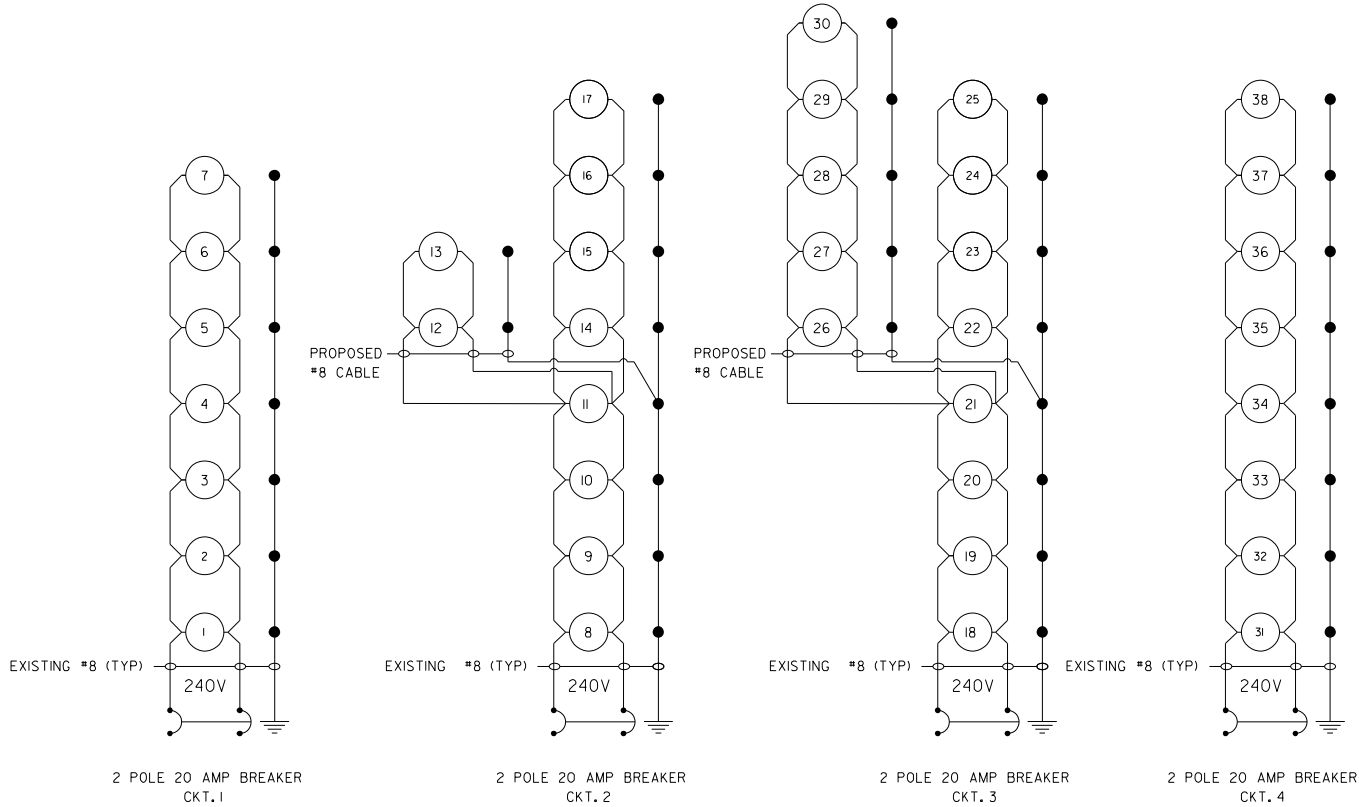 30
17
29
25
38
7
16
28
24
37
6
13
15
27
23
36
5
12
14
26
22
35
PROPOSED
#8 CABLE
PROPOSED
#8 CABLE
4
11
21
34
3
10
20
33
2
9
19
32
1
8
18
31
EXISTING #8 (TYP)
EXISTING #8 (TYP)
EXISTING #8 (TYP)
EXISTING #8 (TYP)
240V
240V
240V
240V
2 POLE 20 AMP BREAKER
CKT. 1
2 POLE 20 AMP BREAKER
CKT. 2
2 POLE 20 AMP BREAKER
CKT. 3
2 POLE 20 AMP BREAKER
CKT. 4